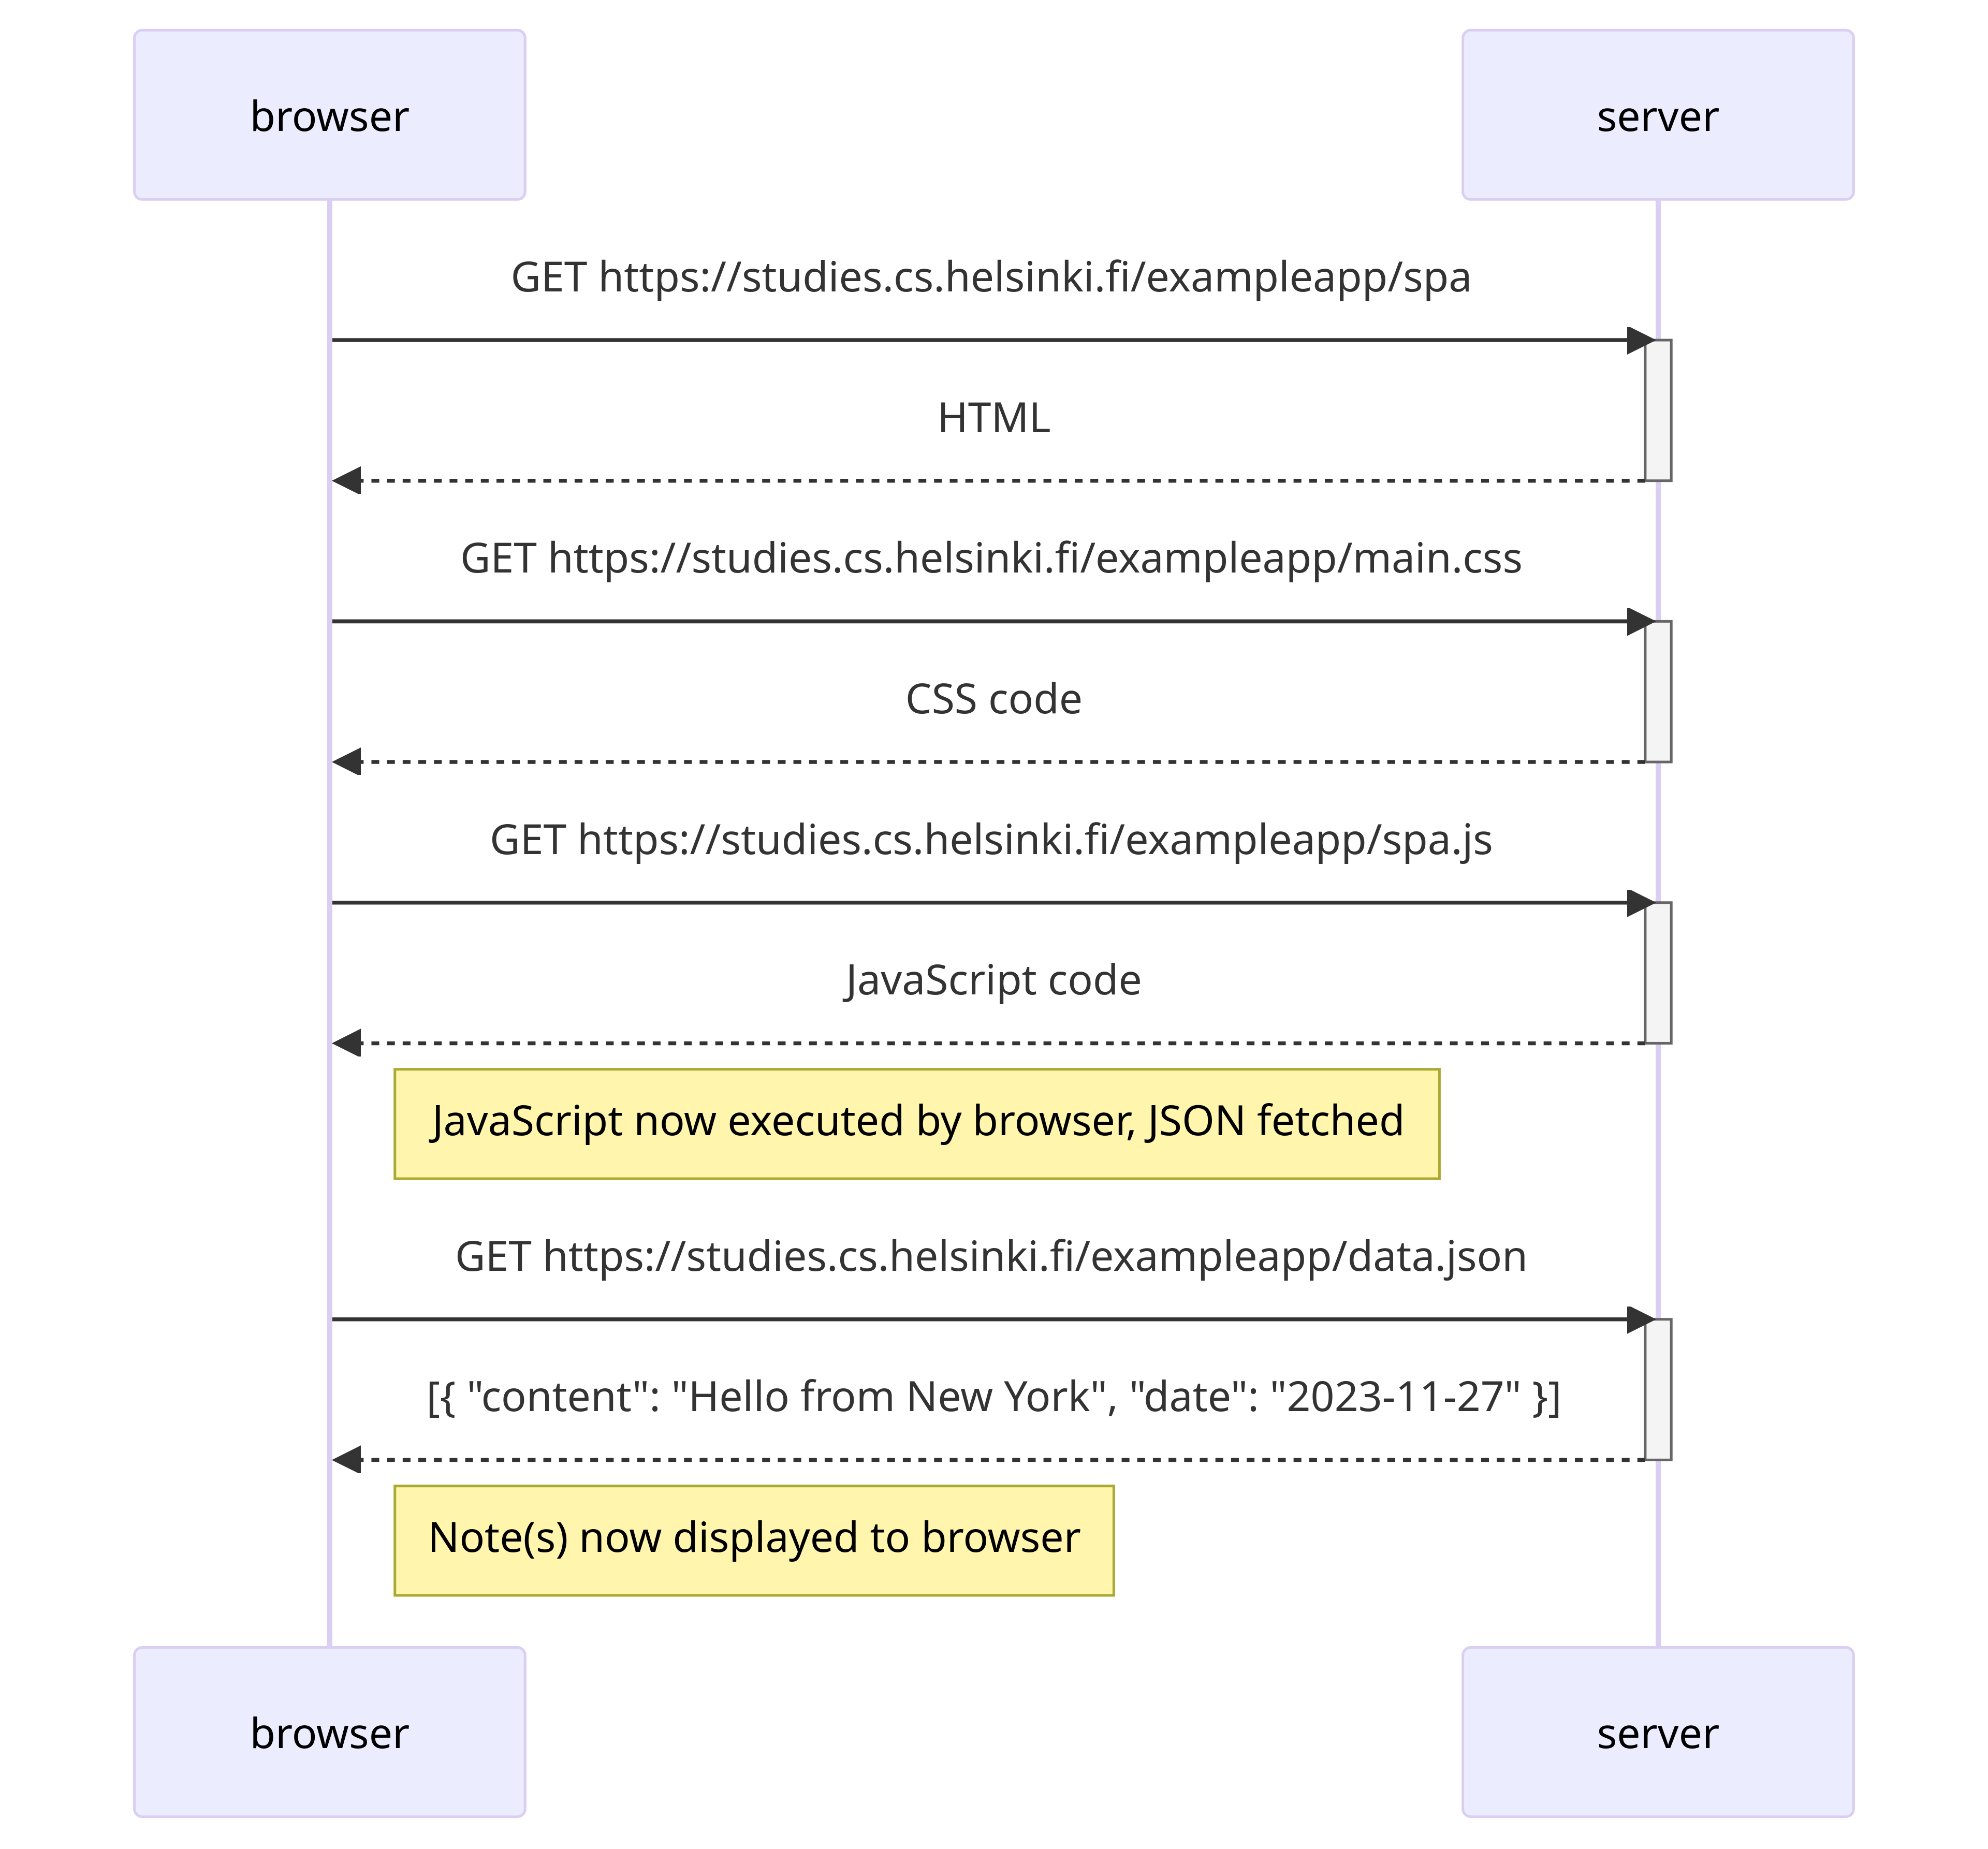 browser
server
GET https://studies.cs.helsinki.fi/exampleapp/spa
HTML
GET https://studies.cs.helsinki.fi/exampleapp/main.css
CSS code
GET https://studies.cs.helsinki.fi/exampleapp/spa.js
JavaScript code
JavaScript now executed by browser, JSON fetched
GET https://studies.cs.helsinki.fi/exampleapp/data.json
[{ "content": "Hello from New York", "date": "2023-11-27" }]
Note(s) now displayed to browser
browser
server